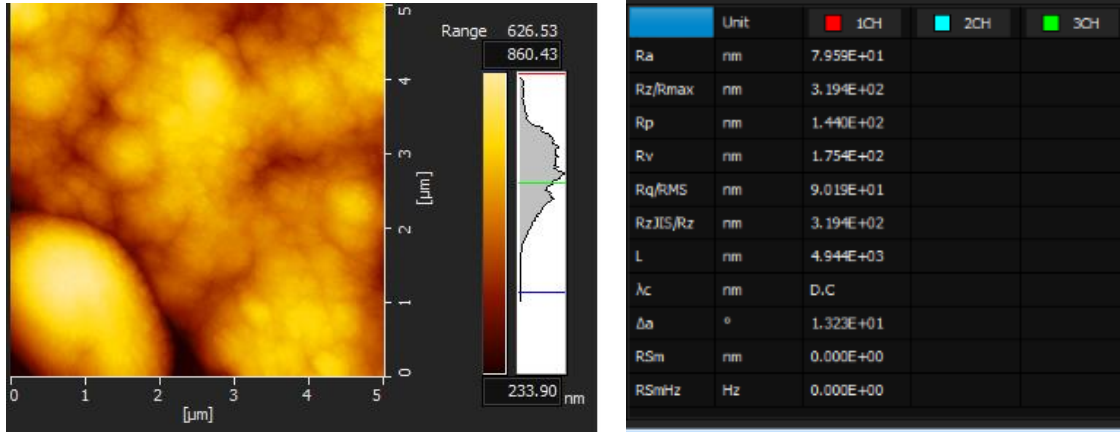 Range 626.53
860.43
5
4
3
[µm]
2
1
0
0 1 2 3 4 5
[µm]
233.90 nm
Unit 1CH 2CH 3CH
Ra nm 7.959E+01
Rz/Rmax nm 3.194E+02
Rp nm 1.440E+02
Rv nm 1.754E+02
Rq/RMS nm 9.019E+01
RzJIS/Rz nm 3.194E+02
L nm 4.944E+03
λc nm D.C
Δa ° 1.323E+01
RSm nm 0.000E+00
RSmHz Hz 0.000E+00